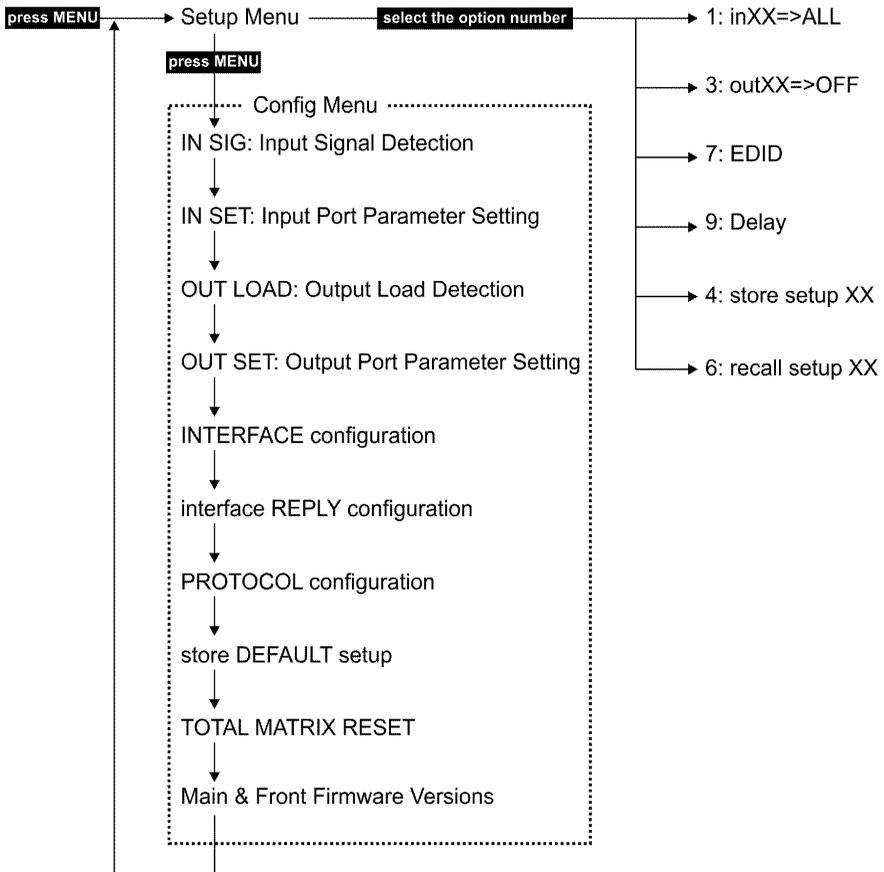 press MENU
Setup Menu
select the option number
1: inXX=>ALL
3: outXX=>OFF
7: EDID
9: Delay
4: store setup XX
6: recall setup XX
press MENU
Config Menu
IN SIG: Input Signal Detection
IN SET: Input Port Parameter Setting
OUT LOAD: Output Load Detection
OUT SET: Output Port Parameter Setting
INTERFACE configuration
interface REPLY configuration
PROTOCOL configuration
store DEFAULT setup
TOTAL MATRIX RESET
Main & Front Firmware Versions